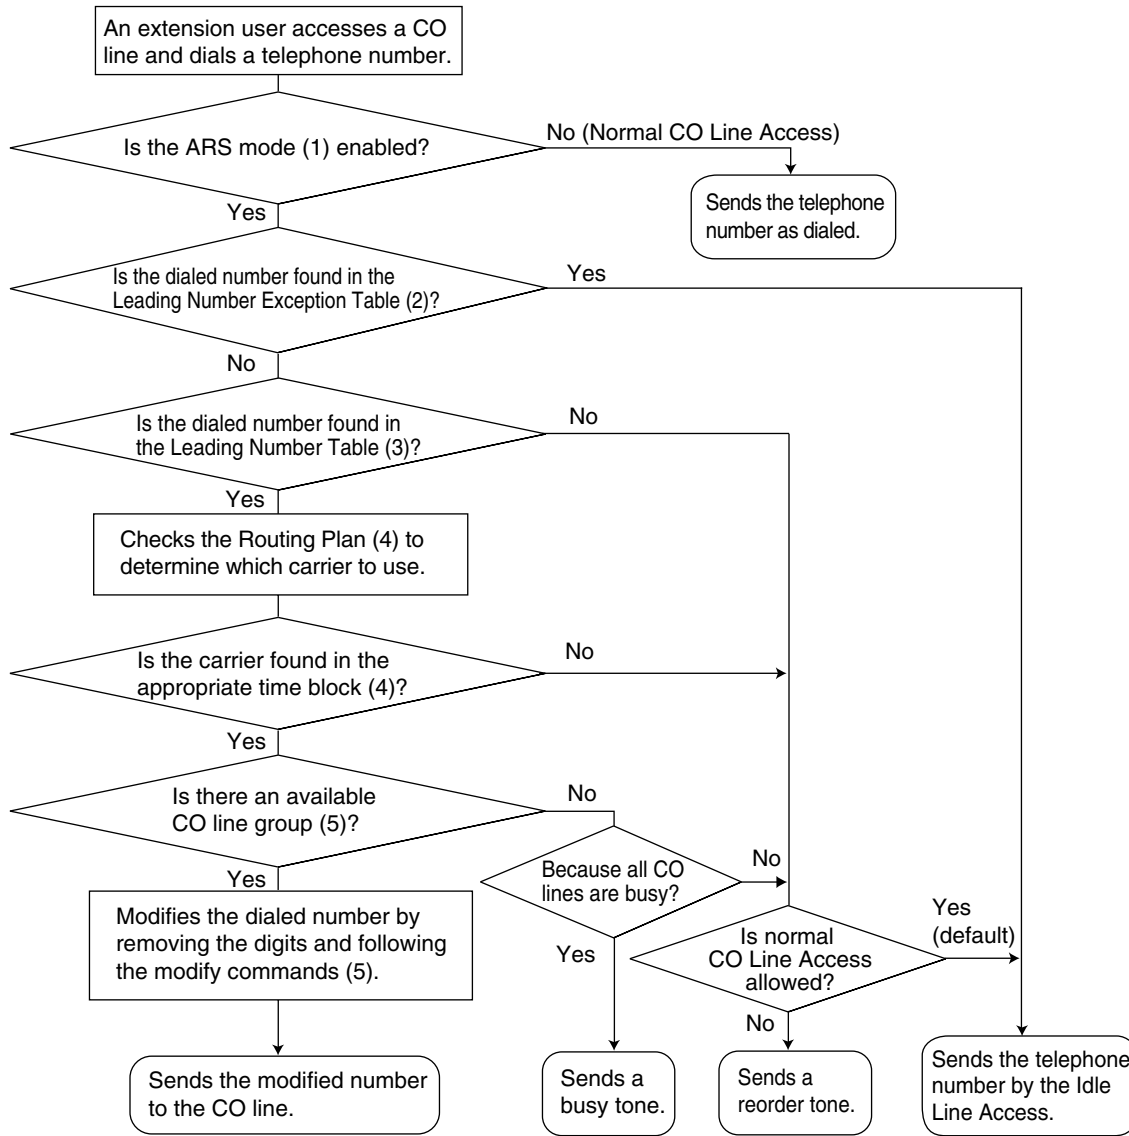 An extension user accesses a CO
line and dials a telephone number.
Is the ARS mode (1) enabled?
No (Normal CO Line Access)
Sends the telephone
number as dialed.
Yes
Is the dialed number found in the
Leading Number Exception Table (2)?
Yes
No
Is the dialed number found in
the Leading Number Table (3)?
No
Yes
Checks the Routing Plan (4) to
determine which carrier to use.
Is the carrier found in the
appropriate time block (4)?
No
Yes
Is there an available
CO line group (5)?
No
Because all CO
lines are busy?
No
Yes
Modifies the dialed number by
removing the digits and following
the modify commands (5).
Yes
Is normal
CO Line Access
allowed?
Yes
(default)
No
Sends the modified number
to the CO line.
Sends a
busy tone.
Sends a
reorder tone.
Sends the telephone
number by the Idle
Line Access.